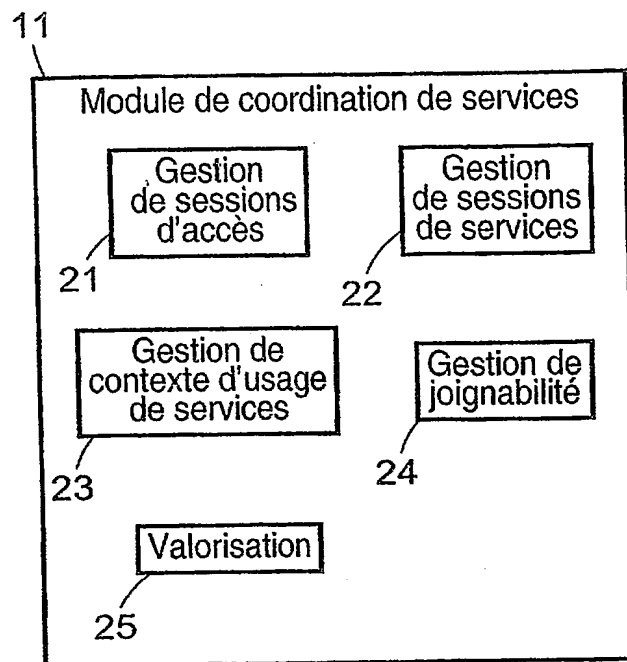 11
Module de coordination de services
Gestion
de sessions
d'accès
21
Gestion
de sessions
de services
22
Gestion de
contexte d'usage
de services
23
Gestion de
joignabilité
24
Valorisation
25